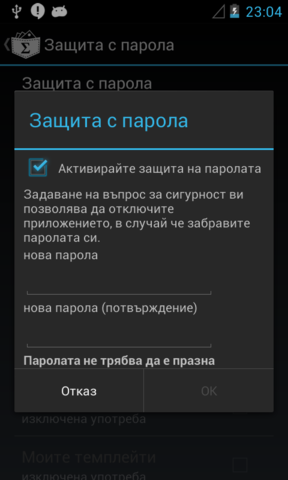 23:04
Защита с парола
Защита с парола
Защита с парола
Активирайте защита на паролата
Задаване на въпрос за сигурност ви
позволява да отключите
приложението, в случай че забравите
паролата си.
нова парола
нова парола (потвърждение)
Паролата не трябва да е празна
Отказ OK
изключена употреба
Моите темплейти
изключена употреба